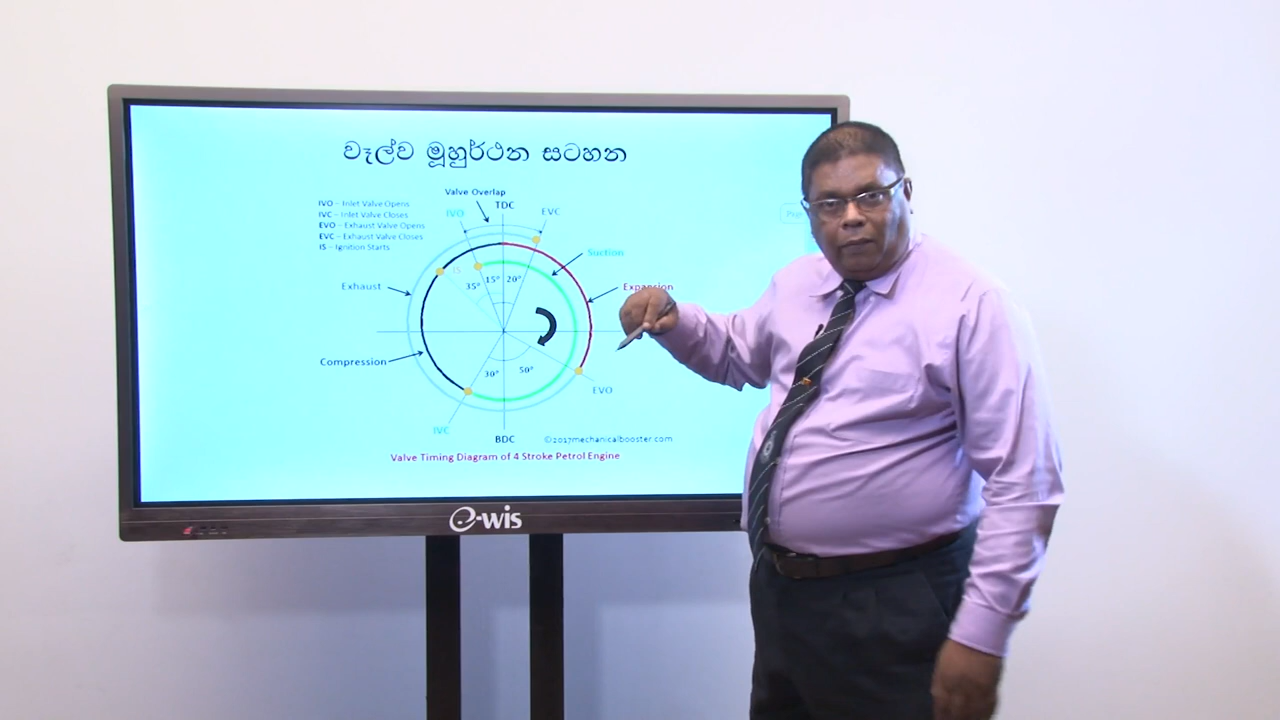 වෑල්ව මූහුර්ථන සටහන
Valve Overlap
IVO – Inlet Valve Opens
IVC – Inlet Valve Closes
EVO – Exhaust Valve Opens
EVC – Exhaust Valve Closes
IS – Ignition Starts
TDC
IVO
EVC
Suction
IS
35° 15° 20°
Exhaust
Expansion
Compression
30° 50°
EVO
IVC
BDC
©2017mechanicalbooster.com
Valve Timing Diagram of 4 Stroke Petrol Engine
e-wis